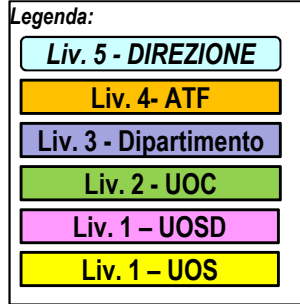 Legenda:
Liv. 5 - DIREZIONE
Liv. 4- ATF
Liv. 3 - Dipartimento
Liv. 2 - UOC
Liv. 1 – UOSD
Liv. 1 – UOS